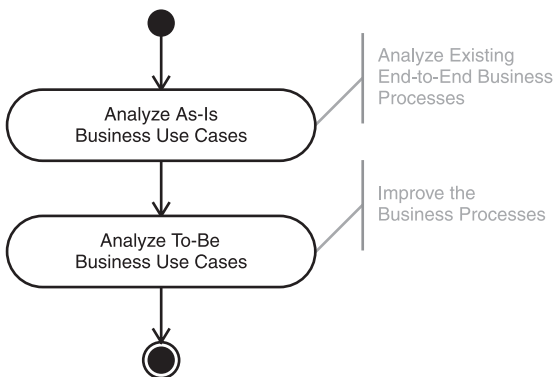 Analyze Existing
End-to-End Business
Processes
Analyze As-Is
Business Use Cases
Improve the
Business Processes
Analyze To-Be
Business Use Cases